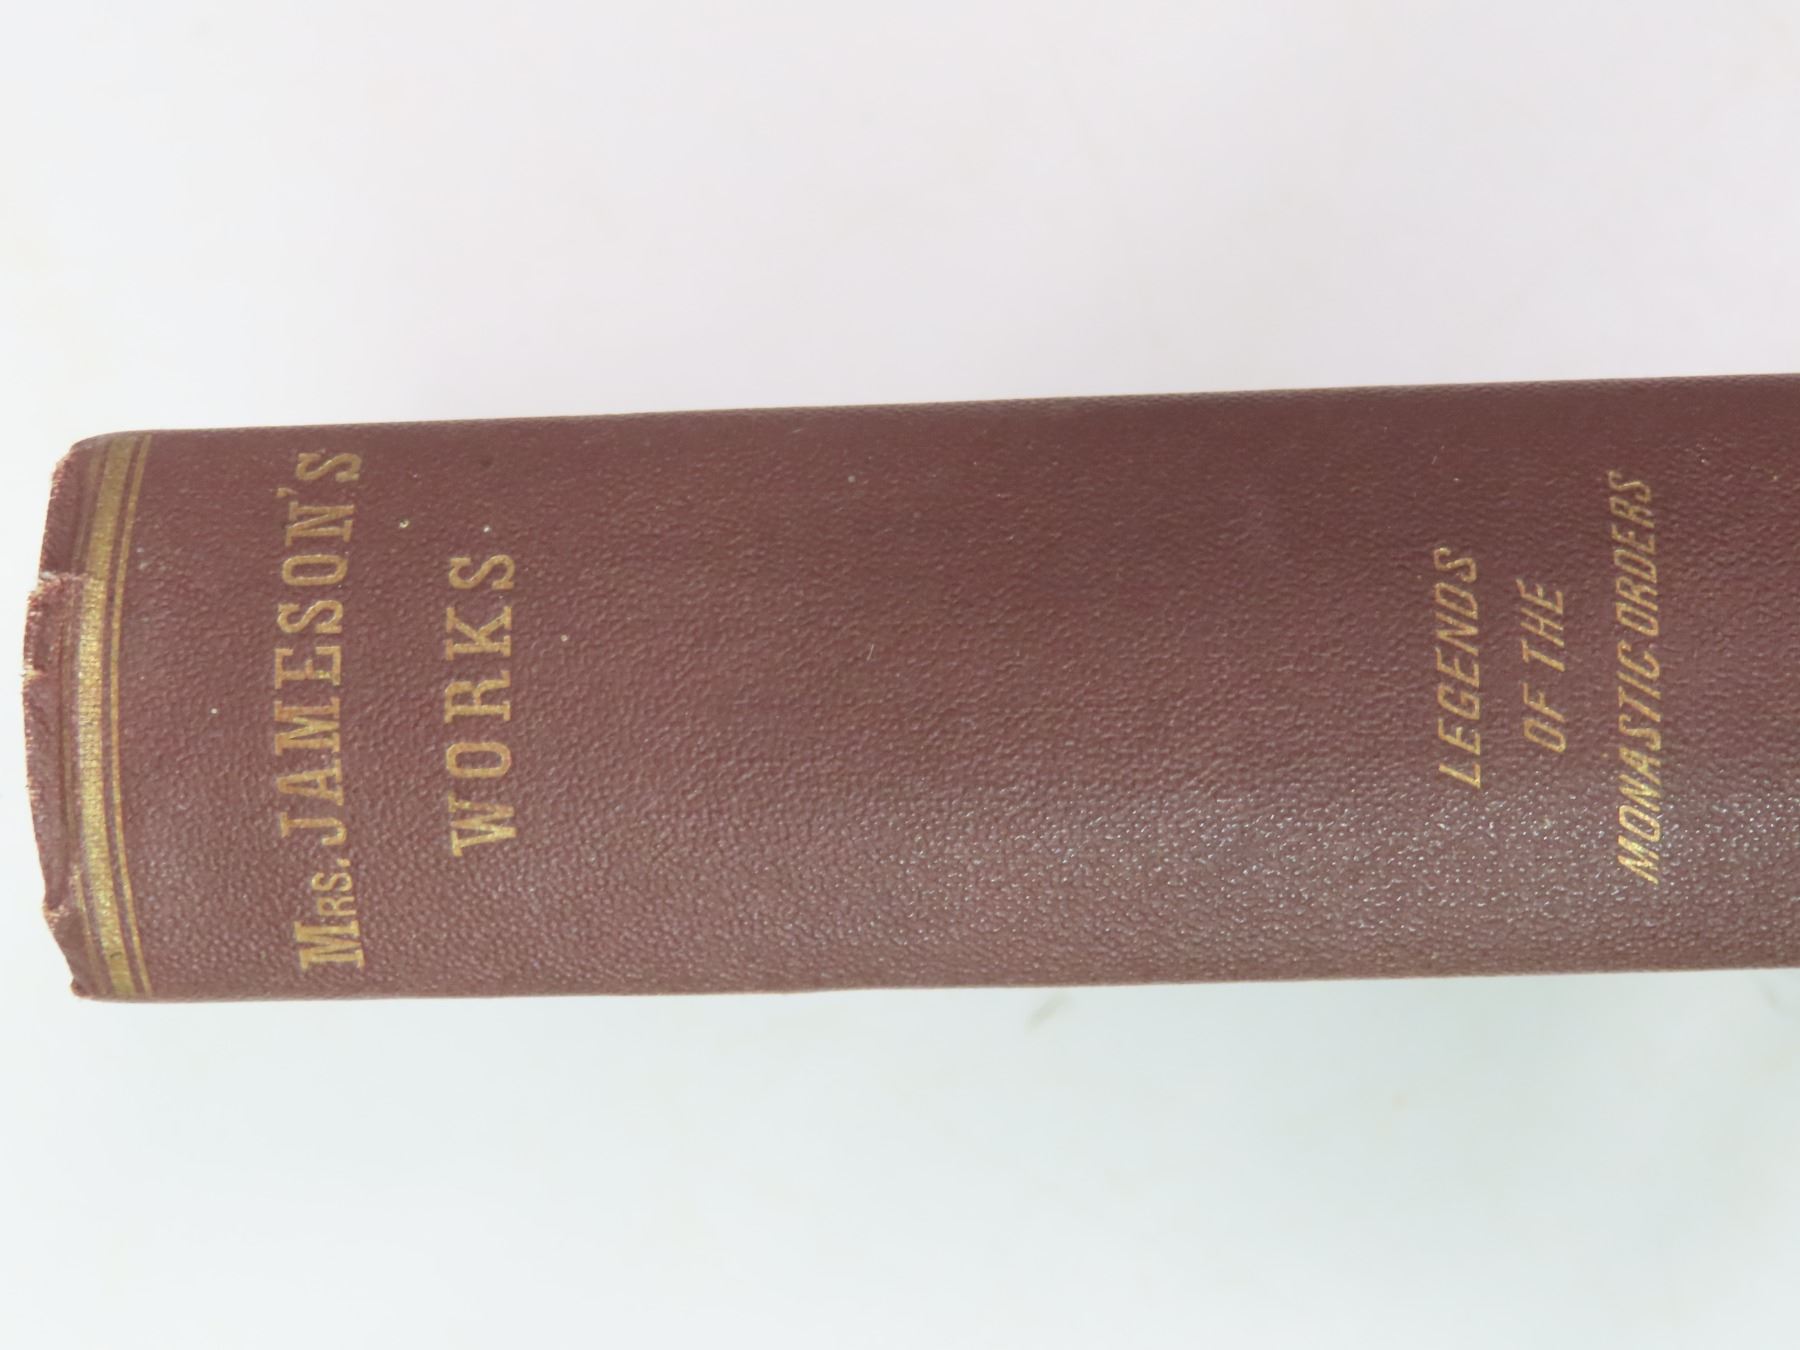 MRS. JAMESON'S
WORKS
LEGENDS
OF THE
MONASTIC ORDERS